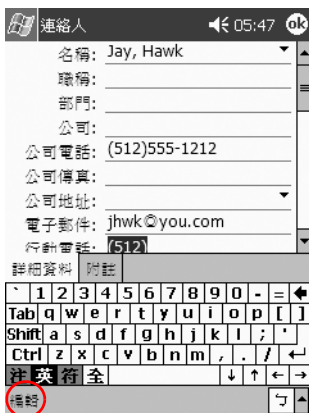 連絡人 05:47 ok
名稱: Jay, Hawk
職稱:
部門:
公司:
公司電話: (512)555-1212
公司傳真:
公司地址:
電子郵件: jhwk@you.com
行動電話: (512)
詳細資料 附註
` 1 2 3 4 5 6 7 8 9 0 - =
Tab q w e r t y u i o p [ ]
Shift a s d f g h j k l ; '
Ctrl z x c v b n m , . /
注 英 符 全
編輯 ㄅ